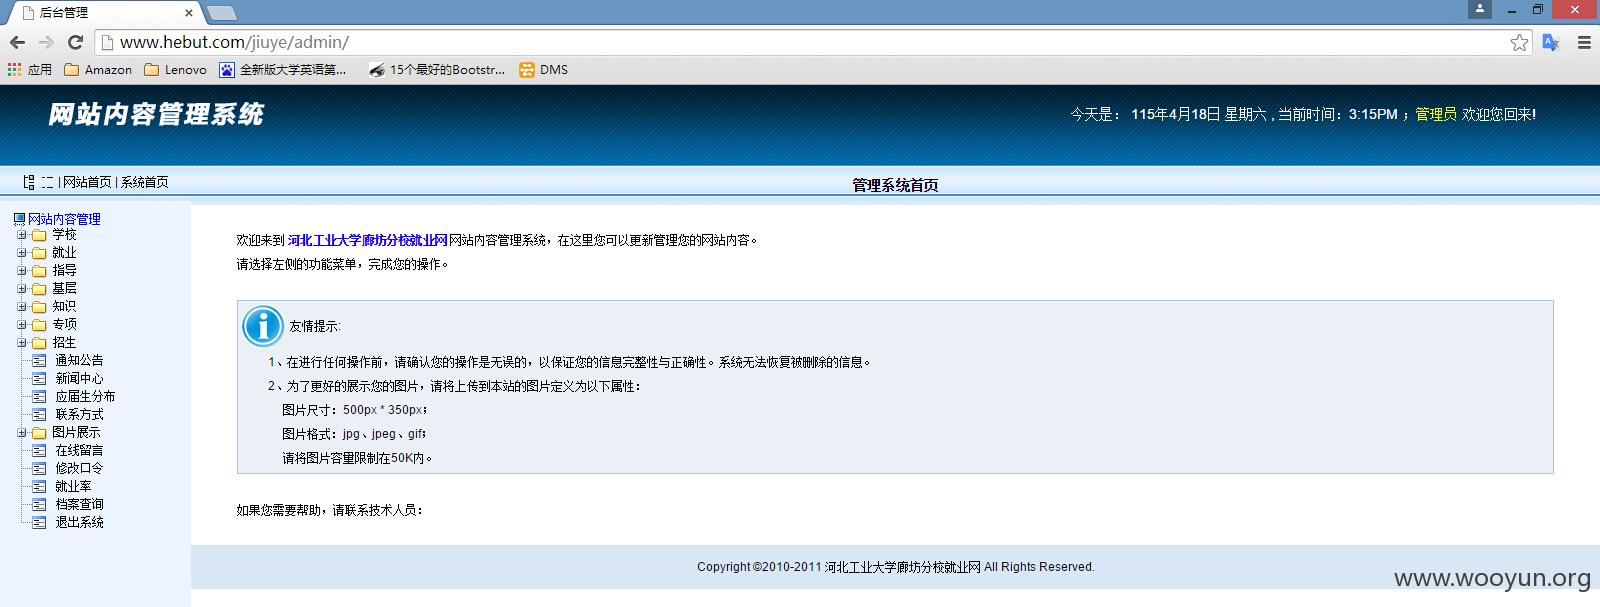 后台管理
www.hebut.com/jiuye/admin/
应用 Amazon Lenovo 全新版大学英语第... 15个最好的Bootstr... DMS
网站内容管理系统
今天是： 115年4月18日 星期六 , 当前时间：3:15PM ；管理员 欢迎您回来!
| 网站首页 | 系统首页
管理系统首页
网站内容管理
学校
就业
指导
基层
知识
专项
招生
通知公告
新闻中心
应届生分布
联系方式
图片展示
在线留言
修改口令
就业率
档案查询
退出系统
欢迎来到 河北工业大学廊坊分校就业网网站内容管理系统，在这里您可以更新管理您的网站内容。
请选择左侧的功能菜单，完成您的操作。
友情提示:
1、在进行任何操作前，请确认您的操作是无误的，以保证您的信息完整性与正确性。系统无法恢复被删除的信息。
2、为了更好的展示您的图片，请将上传到本站的图片定义为以下属性：
图片尺寸：500px * 350px；
图片格式：jpg、jpeg、gif；
请将图片容量限制在50K内。
如果您需要帮助，请联系技术人员：
Copyright ©2010-2011 河北工业大学廊坊分校就业网 All Rights Reserved.
www.wooyun.org